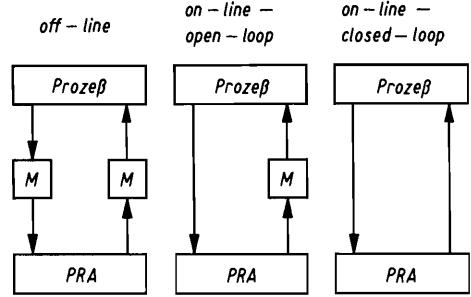 off – line
on – line –
open – loop
on – line –
closed – loop
Prozeß
Prozeß
Prozeß
M
M
M
PRA
PRA
PRA